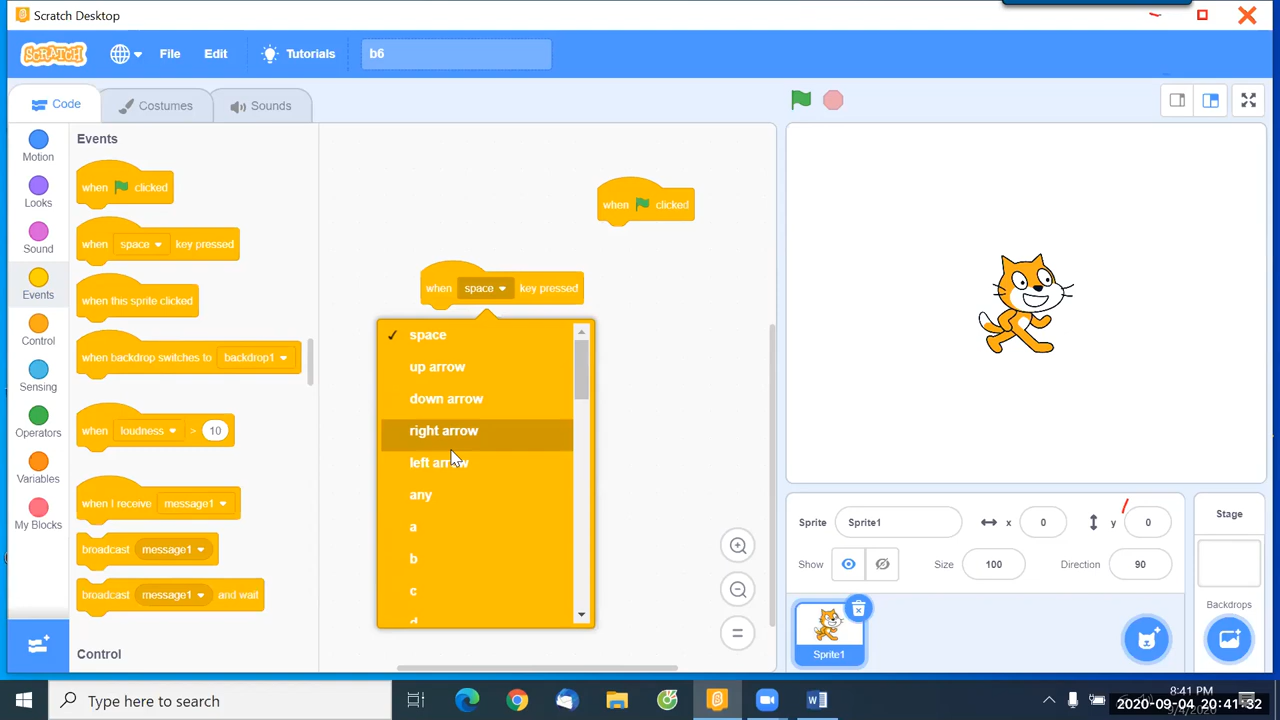 Scratch Desktop
SCRATCH File Edit Tutorials b6
Code Costumes Sounds
Motion
Looks
Sound
Events
Control
Sensing
Operators
Variables
My Blocks
Events
when clicked
when space key pressed
when this sprite clicked
when backdrop switches to backdrop1
when loudness > 10
when I receive message1
broadcast message1
broadcast message1 and wait
Control
when clicked
when space key pressed
✓ space
up arrow
down arrow
right arrow
left arrow
any
a
b
c
d
Sprite Sprite1 x 0 y 0
Show Size 100 Direction 90
Sprite1
Stage
Backdrops
Type here to search
8:41 PM
2020-09-04 20:41:32